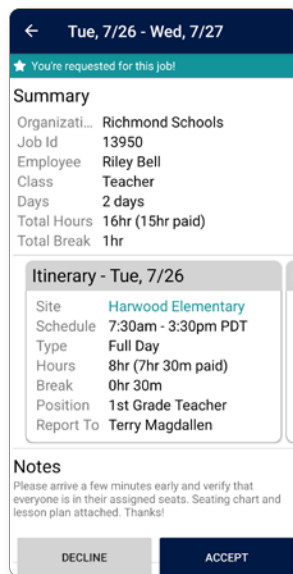 Tue, 7/26 - Wed, 7/27
You're requested for this job!
Summary
Organizati... Richmond Schools
Job Id 13950
Employee Riley Bell
Class Teacher
Days 2 days
Total Hours 16hr (15hr paid)
Total Break 1hr
Itinerary - Tue, 7/26
Site Harwood Elementary
Schedule 7:30am - 3:30pm PDT
Type Full Day
Hours 8hr (7hr 30m paid)
Break 0hr 30m
Position 1st Grade Teacher
Report To Terry Magdallen
Notes
Please arrive a few minutes early and verify that
everyone is in their assigned seats. Seating chart and
lesson plan attached. Thanks!
DECLINE ACCEPT